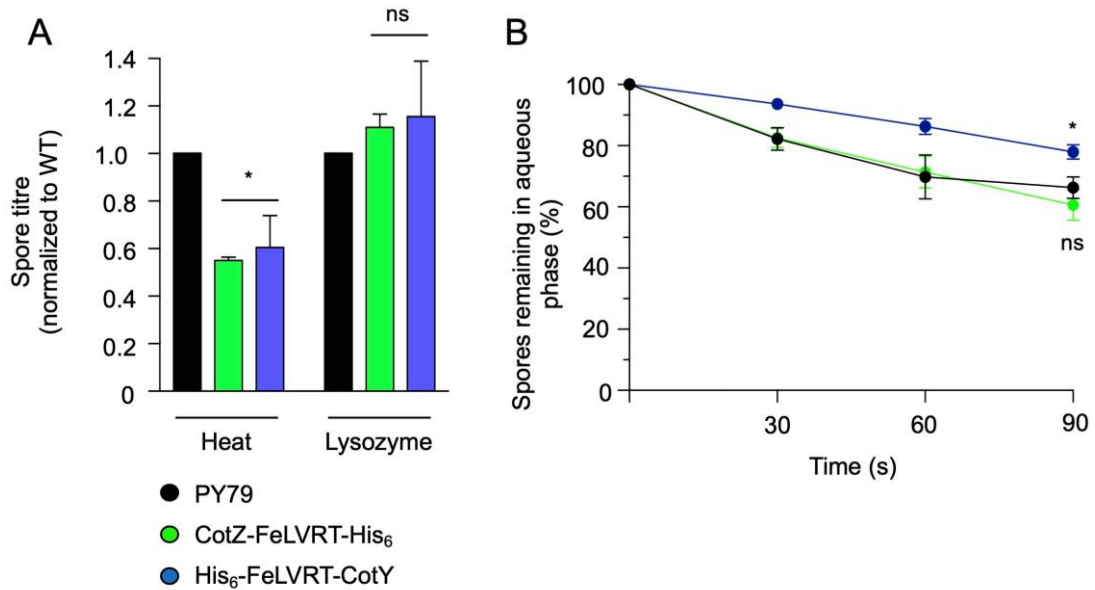 A
ns
1.4
1.2
1.0
0.8
0.6
0.4
0.2
0
*
Spore titre
(normalized to WT)
Heat
Lysozyme
PY79
CotZ-FeLVRT-His₆
His₆-FeLVRT-CotY
B
100
80
60
40
20
0
Spores remaining in aqueous
phase (%)
*
ns
30
60
90
Time (s)